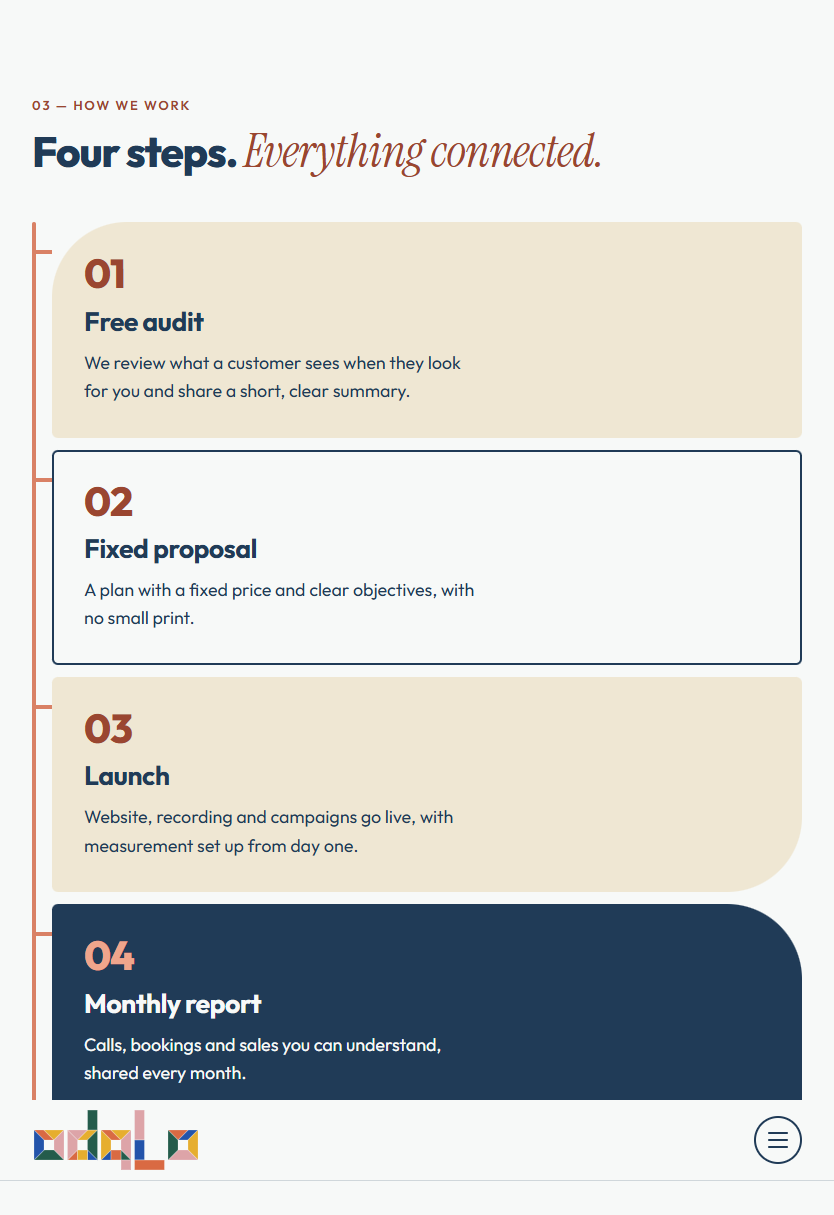 03 — HOW WE WORK
Four steps. Everything connected.
01
Free audit
We review what a customer sees when they look
for you and share a short, clear summary.
02
Fixed proposal
A plan with a fixed price and clear objectives, with
no small print.
03
Launch
Website, recording and campaigns go live, with
measurement set up from day one.
04
Monthly report
Calls, bookings and sales you can understand,
shared every month.